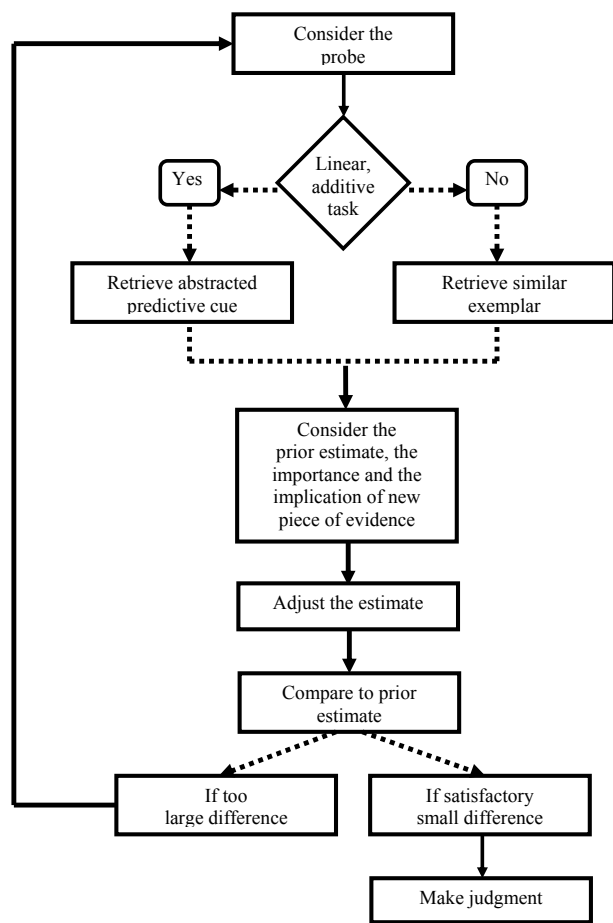 Consider the
probe
Linear,
additive
task
Yes
No
Retrieve abstracted
predictive cue
Retrieve similar
exemplar
Consider the
prior estimate, the
importance and the
implication of new
piece of evidence
Adjust the estimate
Compare to prior
estimate
If too
large difference
If satisfactory
small difference
Make judgment